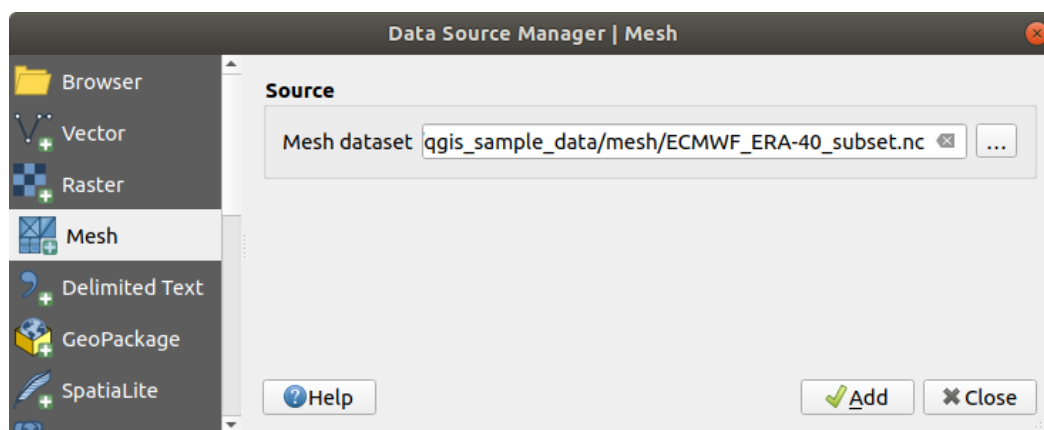 Data Source Manager | Mesh
Browser
Vector
Raster
Mesh
Delimited Text
GeoPackage
SpatiaLite
Source
Mesh dataset qgis_sample_data/mesh/ECMWF_ERA-40_subset.nc ...
Help Add Close